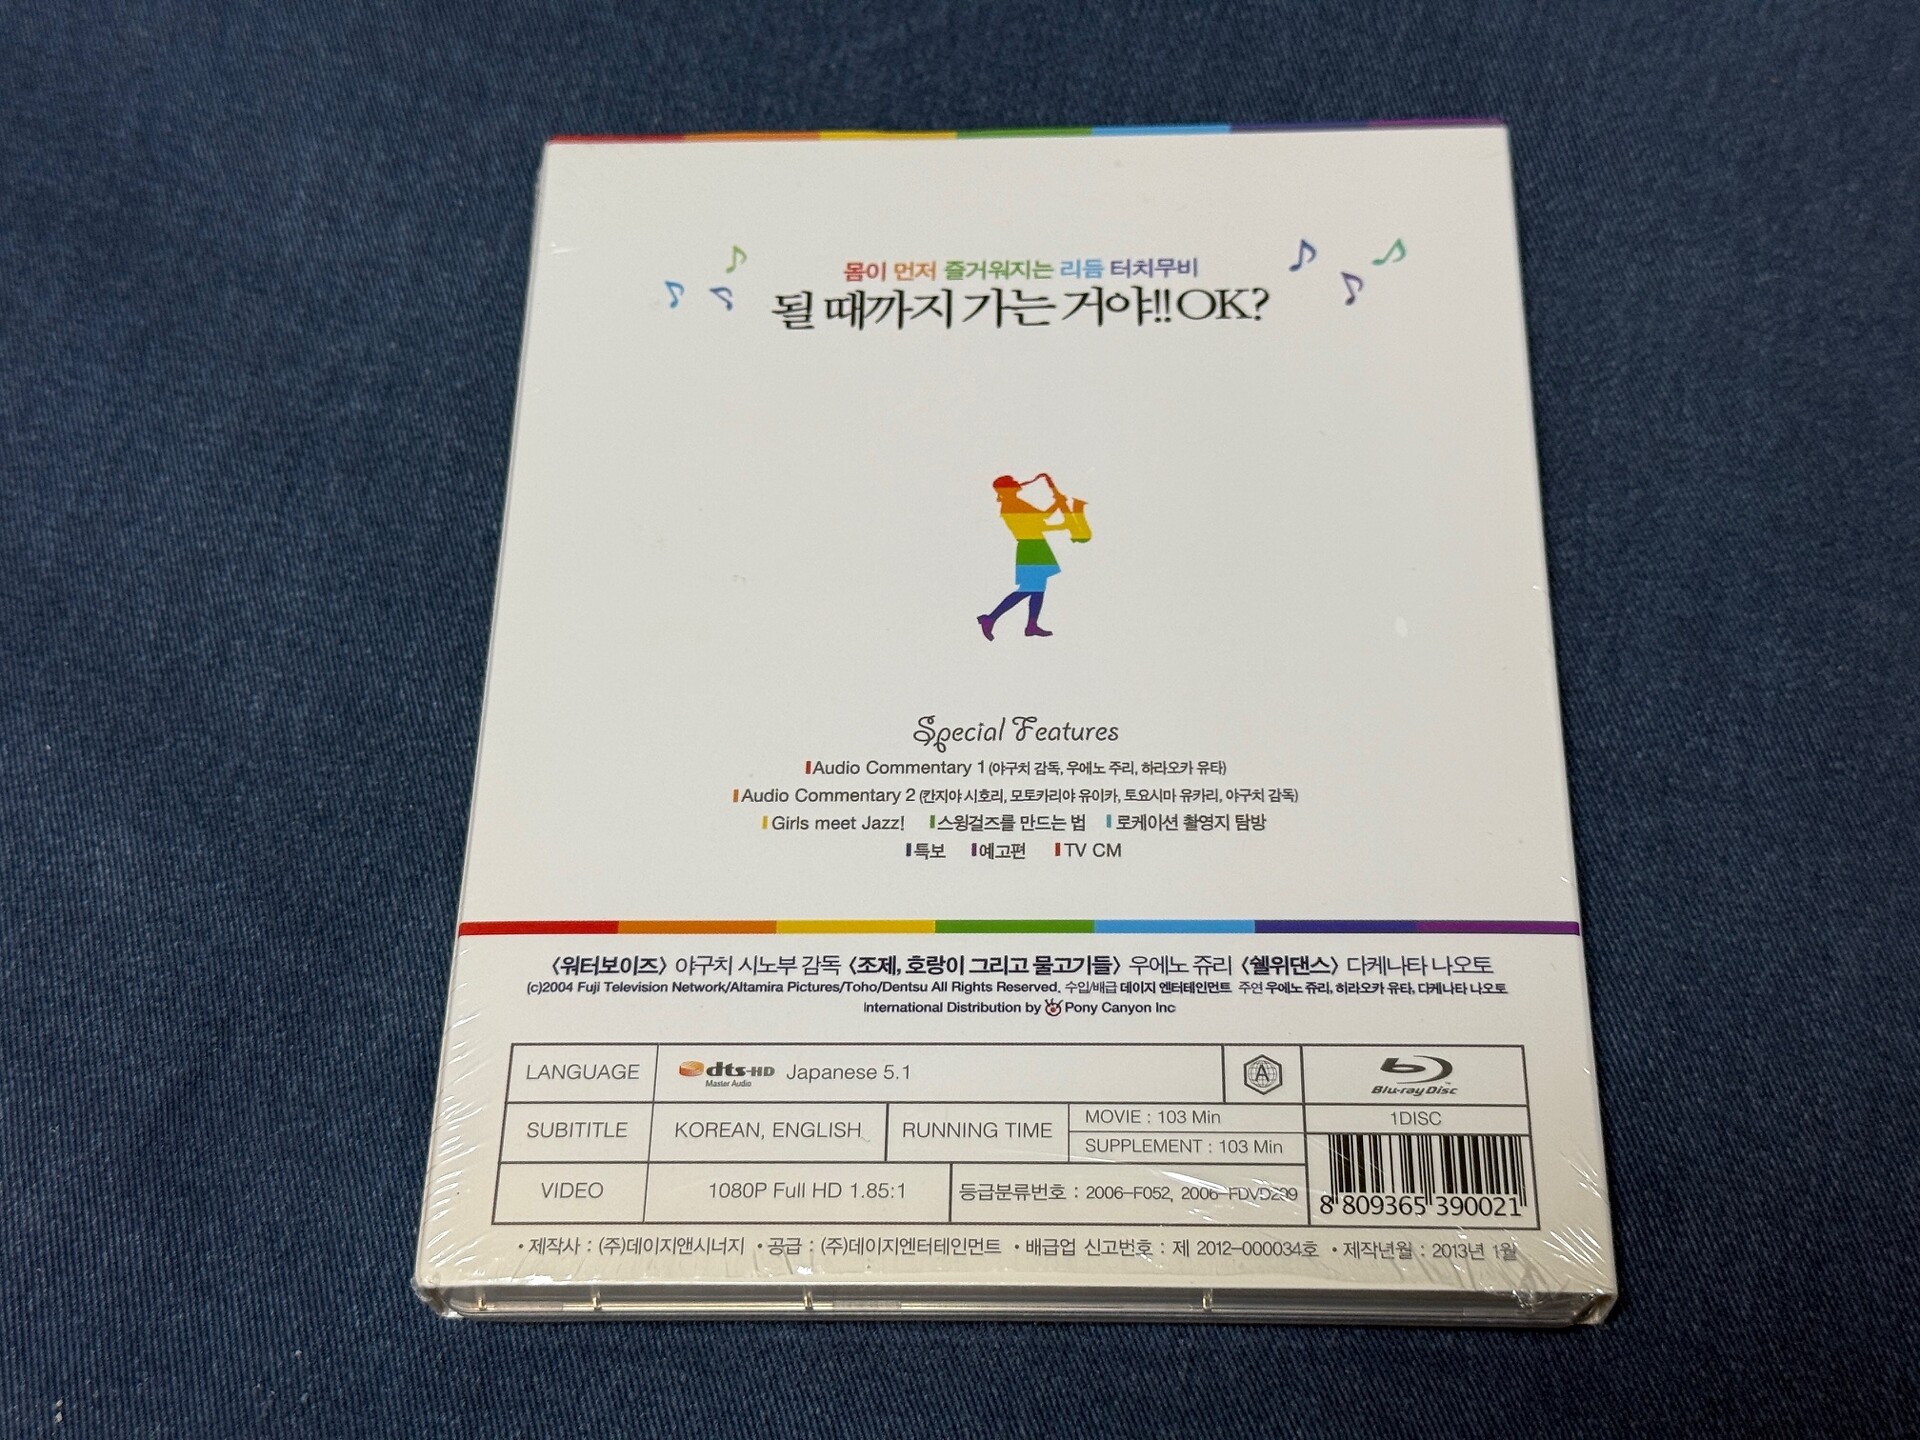 몸이 먼저 즐거워지는 리듬 터치무비
될 때까지 가는 거야!! OK?
Special Features
Audio Commentary 1 (야구치 감독, 우에노 주리, 하라오카 유타)
Audio Commentary 2 (칸지야 시호리, 모토카리야 유이카, 토요시마 유카리, 야구치 감독)
Girls meet Jazz! 스윙걸즈를 만드는 법 로케이션 촬영지 탐방
특보 예고편 TV CM
<워터보이즈> 야구치 시노부 감독 <조제, 호랑이 그리고 물고기들> 우에노 쥬리 <쉘위댄스> 다케나타 나오토
(c)2004 Fuji Television Network/Altamira Pictures/Toho/Dentsu All Rights Reserved. 수입/배급 데이지 엔터테인먼트 주연 우에노 쥬리, 히라오카 유타, 다케나타 나오토
International Distribution by Pony Canyon Inc
LANGUAGE dts-HD Master Audio Japanese 5.1 A Blu-ray Disc
SUBITITLE KOREAN, ENGLISH RUNNING TIME MOVIE : 103 Min 1DISC
SUPPLEMENT : 103 Min
VIDEO 1080P Full HD 1.85:1 등급분류번호 : 2006-F052, 2006-FDVD299
8 809365 390021
• 제작사 : (주)데이지앤시너지 • 공급 : (주)데이지엔터테인먼트 • 배급업 신고번호 : 제 2012-000034호 • 제작년월 : 2013년 1월